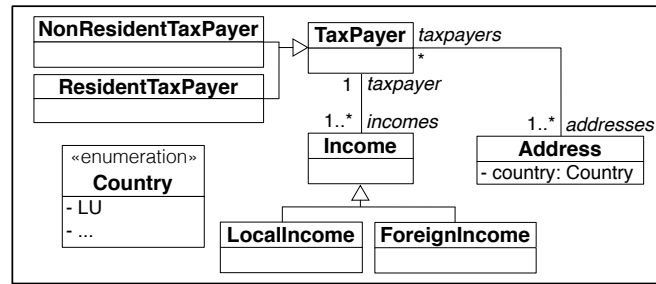 NonResidentTaxPayer
TaxPayer
taxpayers
*
ResidentTaxPayer
1
taxpayer
1..*
incomes
1..*
addresses
Income
Address
- country: Country
«enumeration»
Country
- LU
- ...
LocalIncome
ForeignIncome